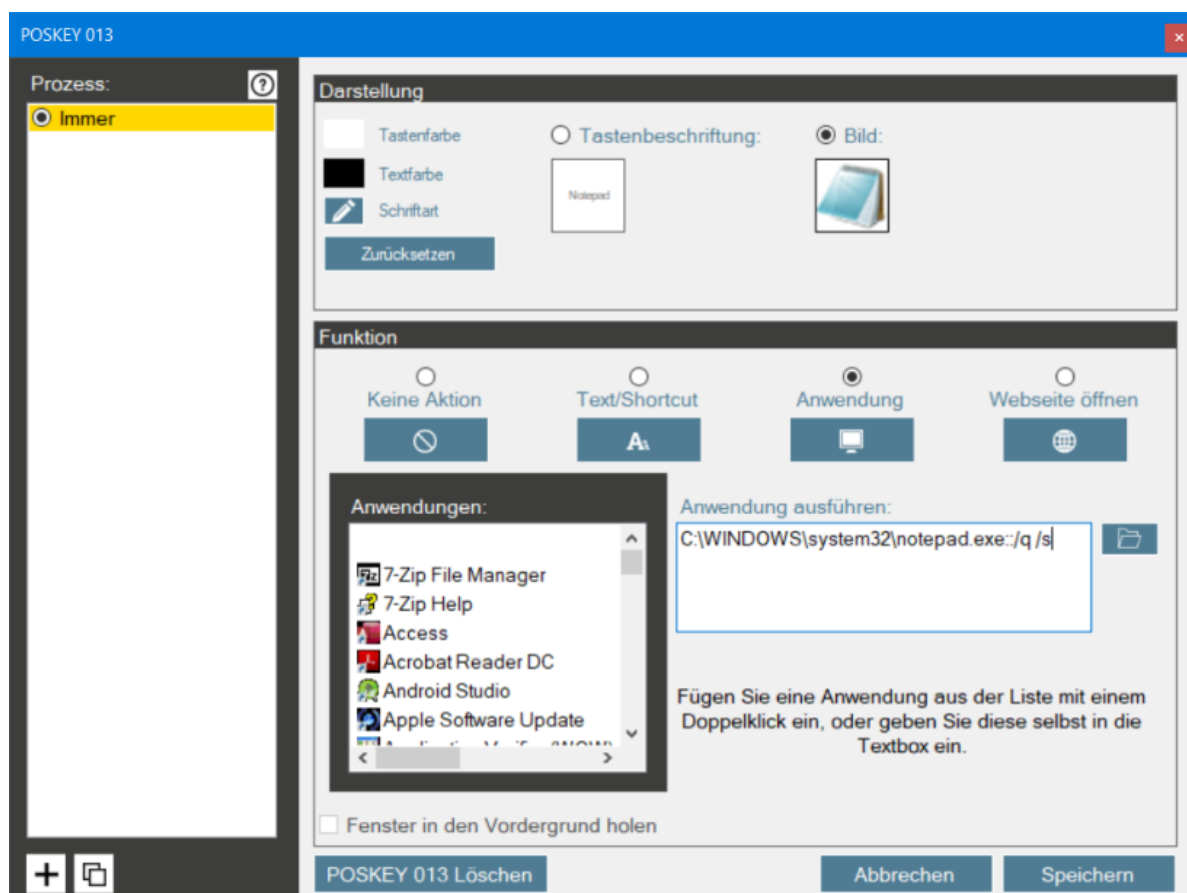 POSKEY 013
Prozess:
Immer
Darstellung
Tastenfarbe
Textfarbe
Schriftart
Zurücksetzen
Tastenbeschriftung:
Notepad
Bild:
Funktion
Keine Aktion
Text/Shortcut
Anwendung
Webseite öffnen
Anwendungen:
7-Zip File Manager
7-Zip Help
Access
Acrobat Reader DC
Android Studio
Apple Software Update
Anwendung ausführen:
C:\WINDOWS\system32\notepad.exe::/q /s
Fügen Sie eine Anwendung aus der Liste mit einem
Doppelklick ein, oder geben Sie diese selbst in die
Textbox ein.
Fenster in den Vordergrund holen
POSKEY 013 Löschen
Abbrechen
Speichern